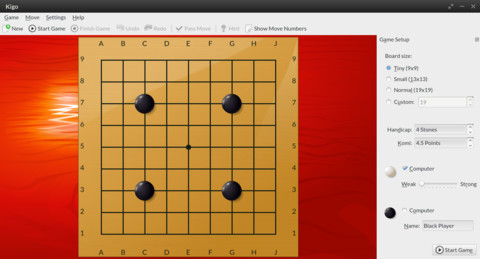 Kigo
Game Move Settings Help
New Start Game Finish Game Undo Redo Pass Move Hint Show Move Numbers
A B C D E F G H J
9 9
8 8
7 7
6 6
5 5
4 4
3 3
2 2
1 1
A B C D E F G H J
Game Setup
Board size:
Tiny (9x9)
Small (13x13)
Normal (19x19)
Custom: 19
Handicap: 4 Stones
Komi: 4.5 Points
Computer
Weak Strong
Computer
Name: Black Player
Start Game